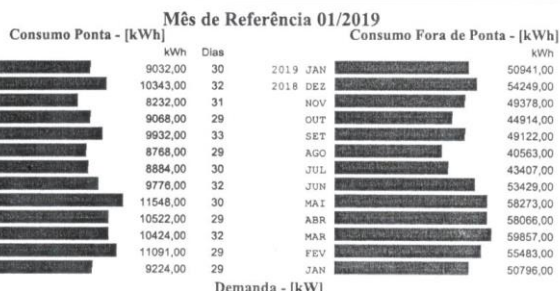 Mês de Referência 01/2019
Consumo Ponta - [kWh] Consumo Fora de Ponta - [kWh]
kWh Dias kWh
9032,00 30 2019 JAN 50941,00
10343,00 32 2018 DEZ 54249,00
8232,00 31 NOV 49378,00
9068,00 29 OUT 44914,00
9932,00 33 SET 49122,00
8768,00 29 AGO 40563,00
8884,00 30 JUL 43407,00
9776,00 32 JUN 53429,00
11548,00 30 MAI 58273,00
10522,00 29 ABR 58066,00
10424,00 32 MAR 59857,00
11091,00 29 FEV 55483,00
9224,00 29 JAN 50796,00
Demanda - [kW]